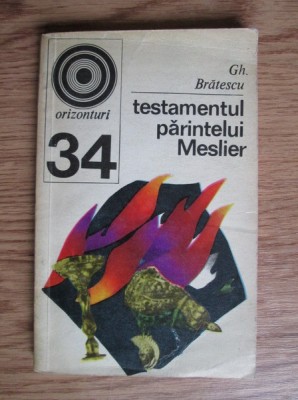 orizonturi
34
Gh.
Brătescu
testamentul
părintelui
Meslier